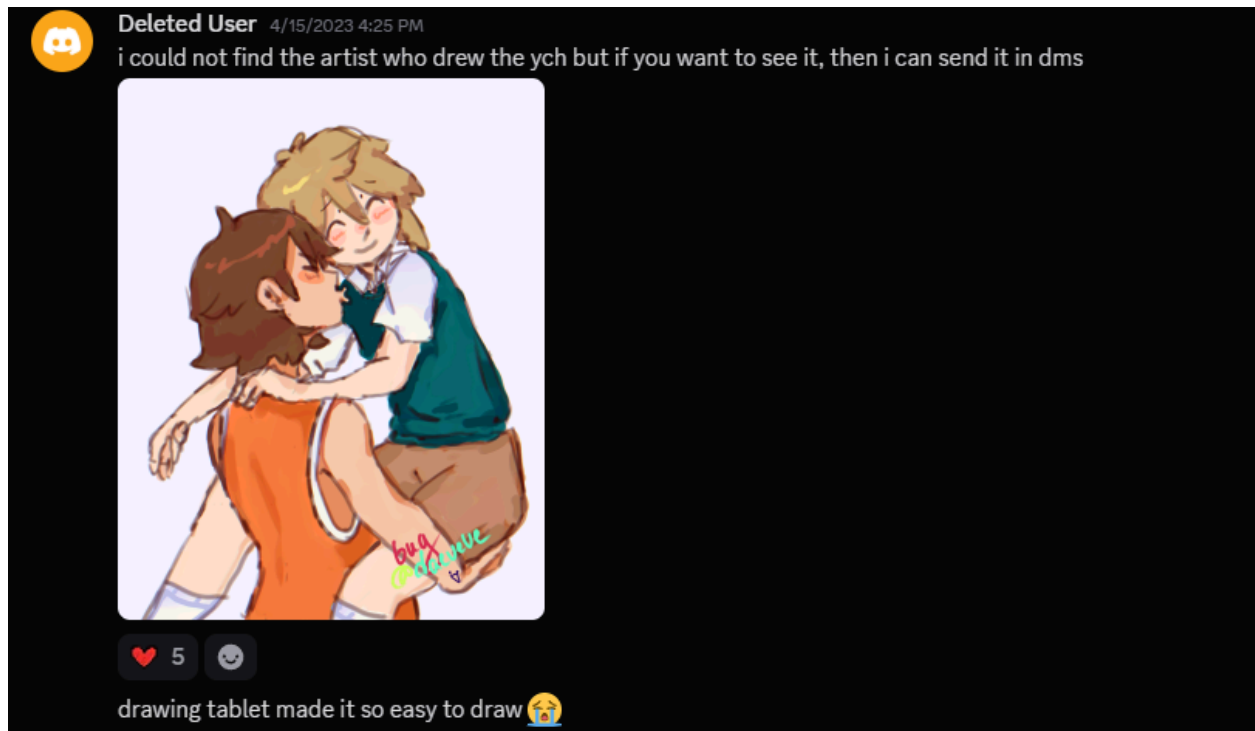 Deleted User 4/15/2023 4:25 PM
i could not find the artist who drew the ych but if you want to see it, then i can send it in dms
bug
@daeveve
5
drawing tablet made it so easy to draw 😭